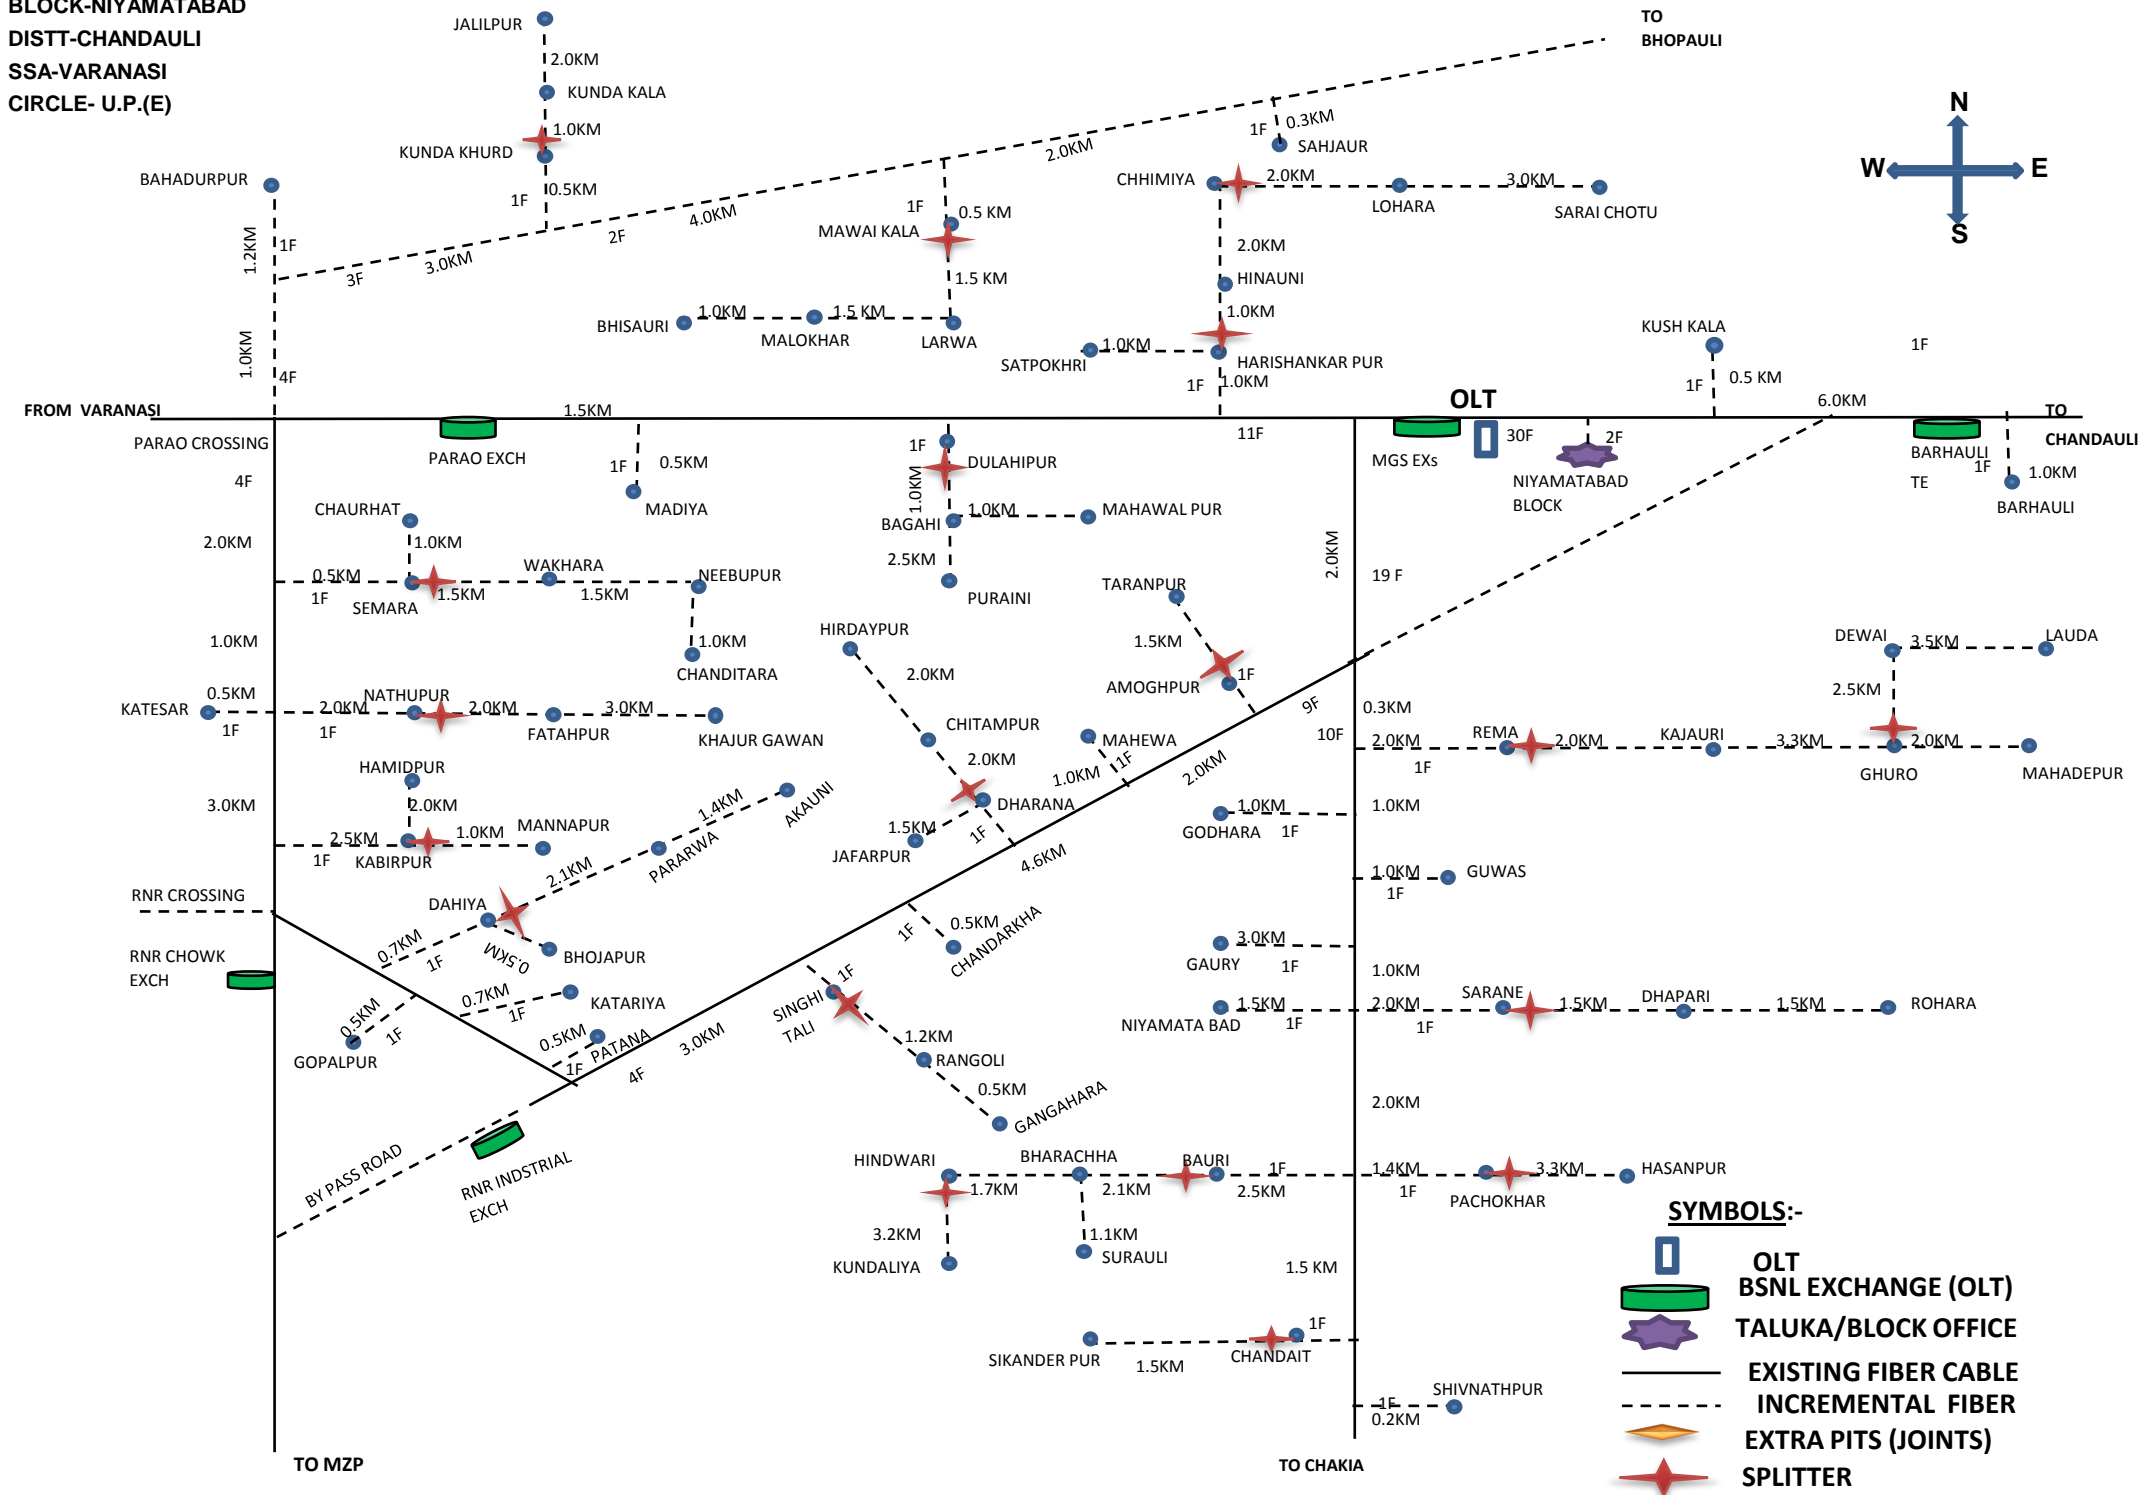 BLOCK-NIYAMATABAD
DISTT-CHANDAULI
SSA-VARANASI
CIRCLE- U.P.(E)
JALILPUR
2.0KM
KUNDA KALA
1.0KM
KUNDA KHURD
1F
0.5KM
TO
BHOPAULI
N
W
E
S
BAHADURPUR
1.2KM
1F
3F
3.0KM
2F
4.0KM
2.0KM
1F
0.3KM
SAHJAUR
1F
0.5 KM
MAWAI KALA
1.5 KM
CHHIMIYA
2.0KM
3.0KM
LOHARA
SARAI CHOTU
2.0KM
HINAUNI
1.0KM
BHISAURI
1.0KM
MALOKHAR
1.5 KM
LARWA
SATPOKHRI
1.0KM
HARISHANKAR PUR
1F
1.0KM
KUSH KALA
1F
0.5 KM
1F
1.0KM
4F
FROM VARANASI
1.5KM
OLT
6.0KM
TO
CHANDAULI
PARAO CROSSING
PARAO EXCH
11F
MGS EXs
30F
2F
NIYAMATABAD
BLOCK
BARHAULI
TE
1F
1.0KM
BARHAULI
4F
1F
0.5KM
MADIYA
1F
DULAHIPUR
1.0KM
BAGAHI
1.0KM
MAHAWAL PUR
2.5KM
PURAINI
CHAURHAT
1.0KM
2.0KM
0.5KM
1F
SEMARA
1.5KM
WAKHARA
1.5KM
NEEBUPUR
1.0KM
CHANDITARA
2.0KM
19 F
TARANPUR
1.5KM
1F
AMOGHPUR
HIRDAYPUR
2.0KM
CHITAMPUR
2.0KM
DHARANA
1F
1.5KM
JAFARPUR
MAHEWA
1F
1.0KM
9F
2.0KM
4.6KM
DEWAI
3.5KM
LAUDA
2.5KM
1.0KM
0.5KM
KATESAR
1F
NATHUPUR
2.0KM
1F
2.0KM
FATAHPUR
3.0KM
KHAJUR GAWAN
0.3KM
10F
2.0KM
1F
REMA
2.0KM
KAJAURI
3.3KM
GHURO
2.0KM
MAHADEPUR
HAMIDPUR
2.0KM
3.0KM
2.5KM
1F
KABIRPUR
1.0KM
MANNAPUR
1.4KM
AKAUNI
PARARWA
2.1KM
GODHARA
1.0KM
1F
1.0KM
1.0KM
1F
GUWAS
RNR CROSSING
DAHIYA
0.7KM
1F
0.5KM
BHOJAPUR
1F
0.5KM
CHANDARKHA
GAURY
3.0KM
1F
1.0KM
RNR CHOWK
EXCH
0.7KM
1F
KATARIYA
0.5KM
1F
GOPALPUR
0.5KM
1F
PATANA
4F
3.0KM
1F
SINGHI
TALI
1.2KM
RANGOLI
0.5KM
GANGAHARA
NIYAMATA BAD
1.5KM
1F
2.0KM
1F
SARANE
1.5KM
DHAPARI
1.5KM
ROHARA
2.0KM
BY PASS ROAD
RNR INDSTRIAL
EXCH
HINDWARI
1.7KM
BHARACHHA
2.1KM
BAURI
1F
2.5KM
1.4KM
1F
PACHOKHAR
3.3KM
HASANPUR
3.2KM
KUNDALIYA
1.1KM
SURAULI
1.5 KM
SIKANDER PUR
1.5KM
CHANDAIT
1F
SHIVNATHPUR
1F
0.2KM
TO MZP
TO CHAKIA
SYMBOLS:-
OLT
BSNL EXCHANGE (OLT)
TALUKA/BLOCK OFFICE
EXISTING FIBER CABLE
INCREMENTAL FIBER
EXTRA PITS (JOINTS)
SPLITTER